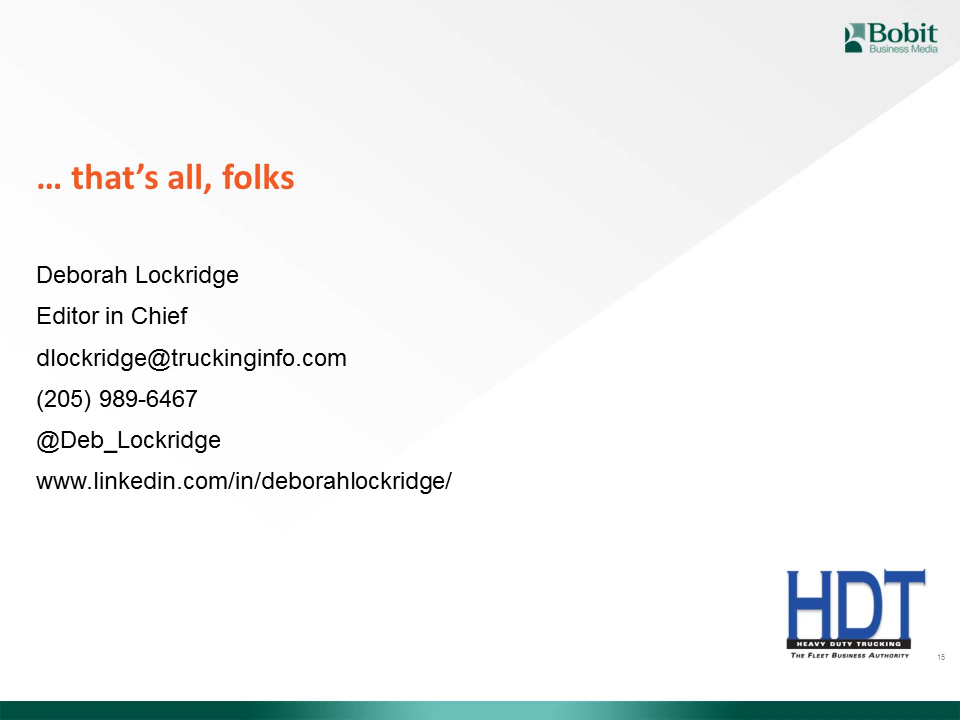 Bobit
Business Media
… that’s all, folks
Deborah Lockridge
Editor in Chief
dlockridge@truckinginfo.com
(205) 989-6467
@Deb_Lockridge
www.linkedin.com/in/deborahlockridge/
HDT
HEAVY DUTY TRUCKING
THE FLEET BUSINESS AUTHORITY
15